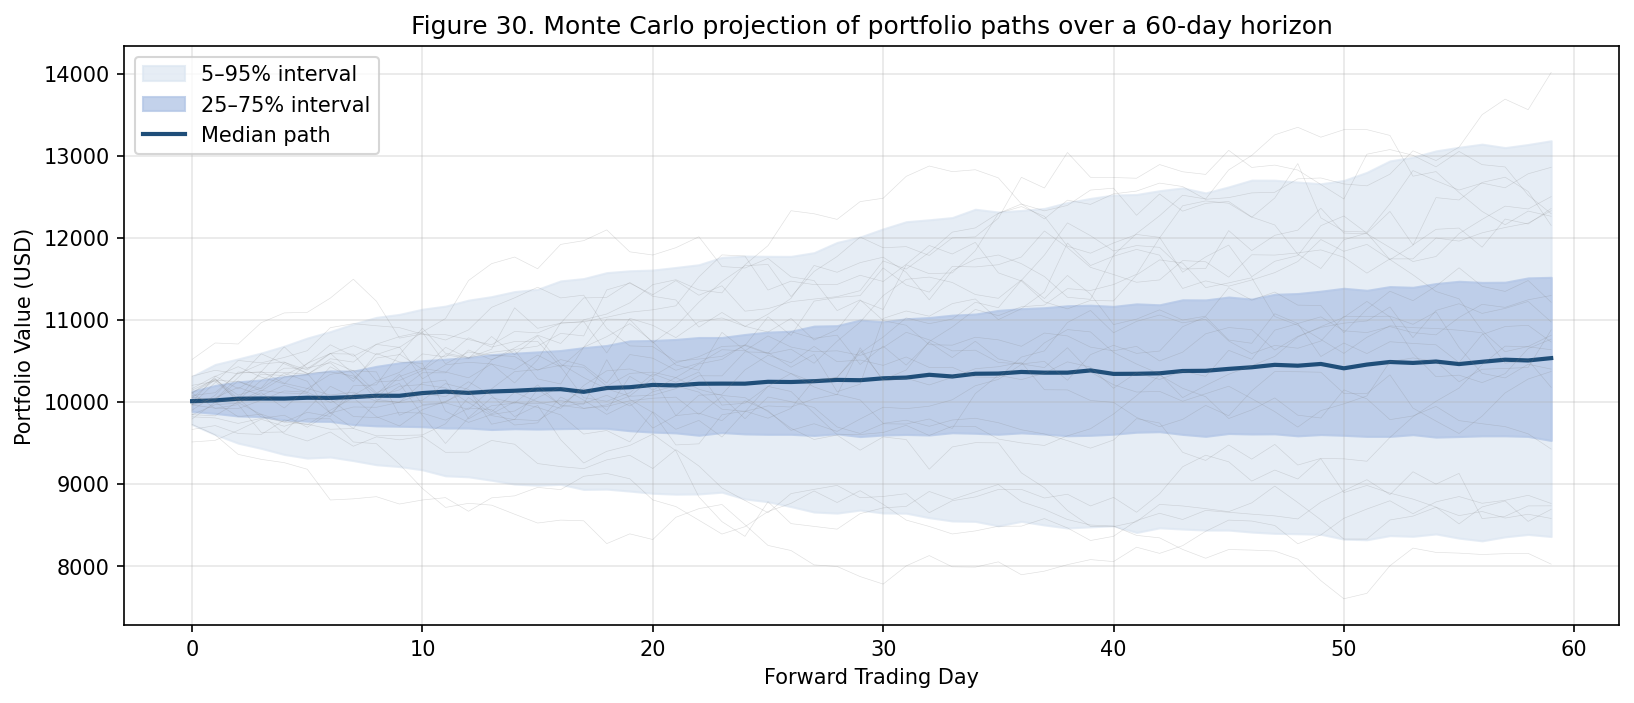 Figure 30. Monte Carlo projection of portfolio paths over a 60-day horizon
5–95% interval
25–75% interval
Median path
Portfolio Value (USD)
14000
13000
12000
11000
10000
9000
8000
0 10 20 30 40 50 60
Forward Trading Day